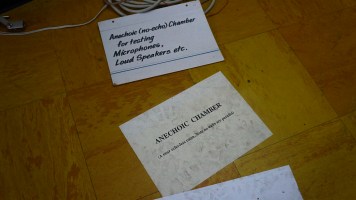 Anechoic (no-echo) Chamber
for testing
Microphones,
Loud Speakers etc.
ANECHOIC CHAMBER